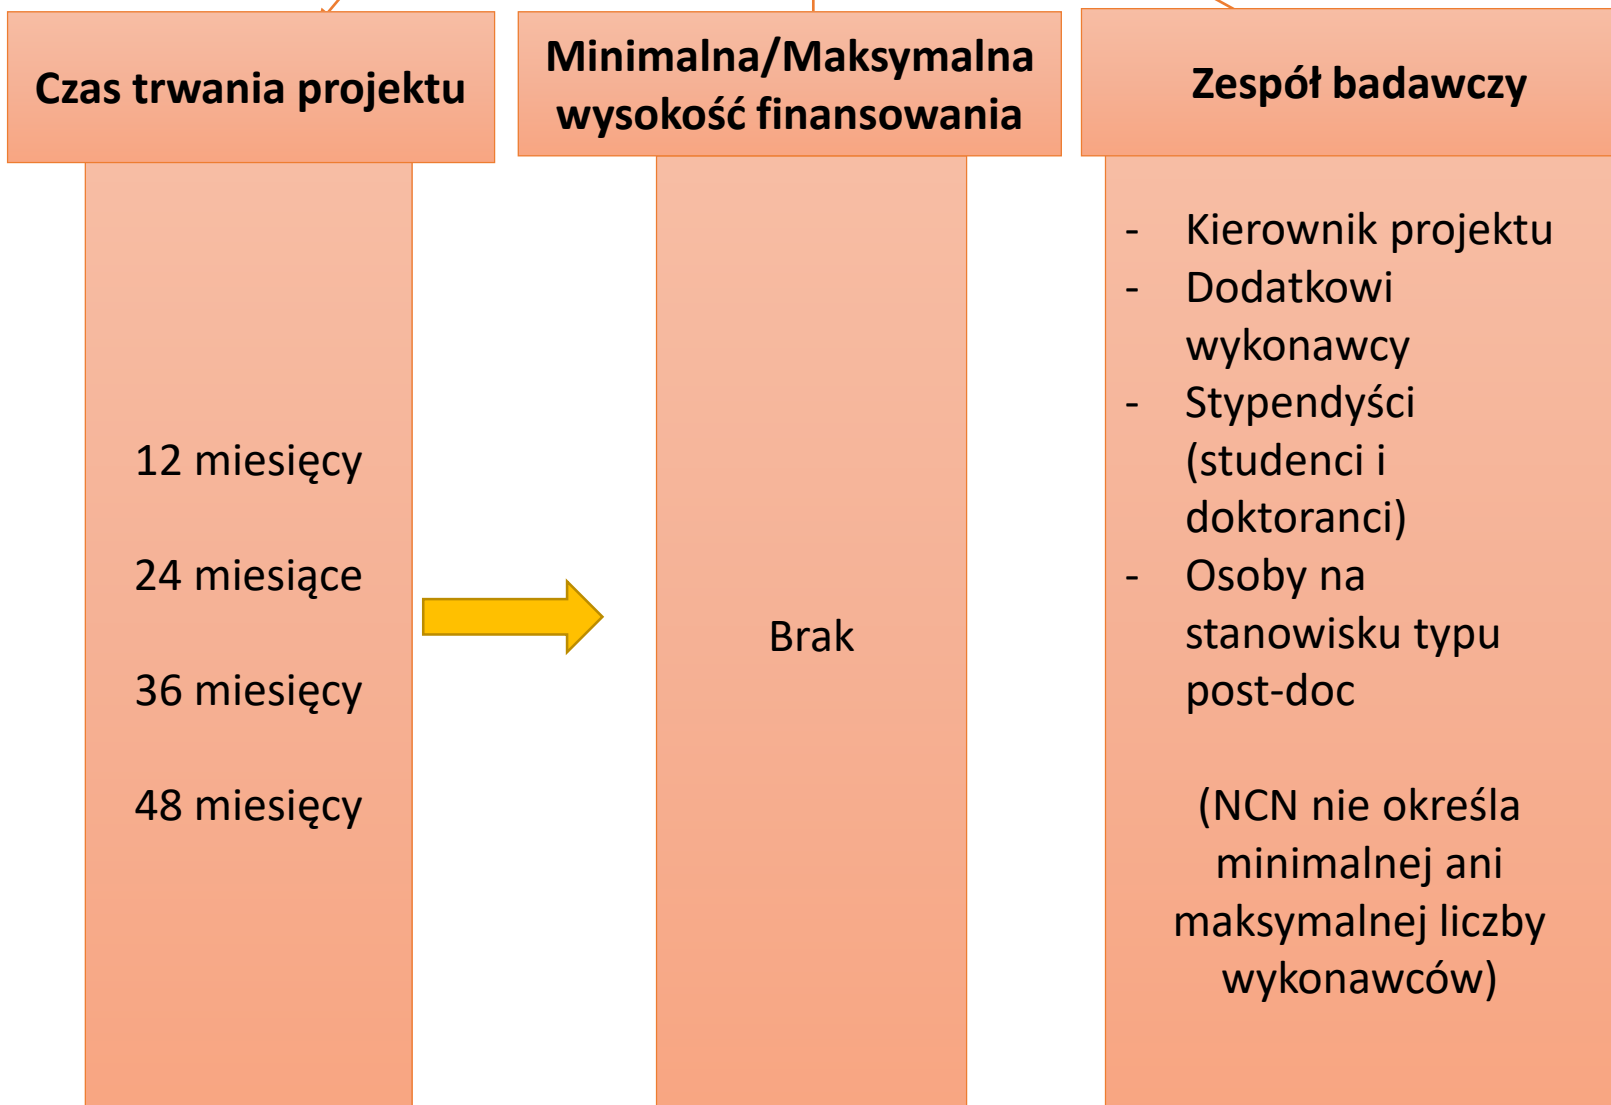 Czas trwania projektu
12 miesięcy
24 miesiące
36 miesięcy
48 miesięcy
Minimalna/Maksymalna
wysokość finansowania
Brak
Zespół badawczy
- Kierownik projektu
- Dodatkowi
wykonawcy
- Stypendyści
(studenci i
doktoranci)
- Osoby na
stanowisku typu
post-doc
(NCN nie określa
minimalnej ani
maksymalnej liczby
wykonawców)